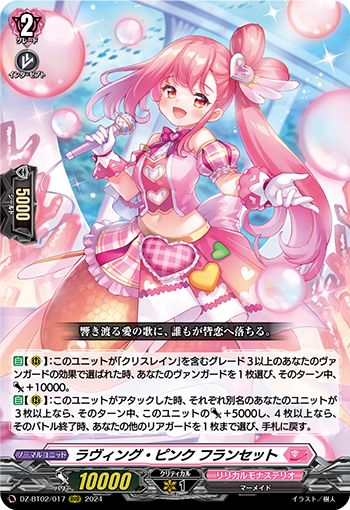 2
グレード
インターセプト
5000
シールド
響き渡る愛の歌に、誰もが皆恋へ落ちる。
自【R】：このユニットが「クリスレイン」を含むグレード３以上のあなたのヴァ
ンガードの効果で選ばれた時、あなたのヴァンガードを１枚選び、そのターン中、
+10000。
自【R】：このユニットがアタックした時、それぞれ別名のあなたのユニットが
３枚以上なら、そのターン中、このユニットの+5000し、４枚以上なら、
そのバトル終了時、あなたの他のリアガードを１枚まで選び、手札に戻す。
ノーマルユニット
ラヴィング・ピンク フランセット
パワー
10000
クリティカル
1
リリカルモナステリオ
マーメイド
DZ-BT02/017 RRR 2024
イラスト／樹人